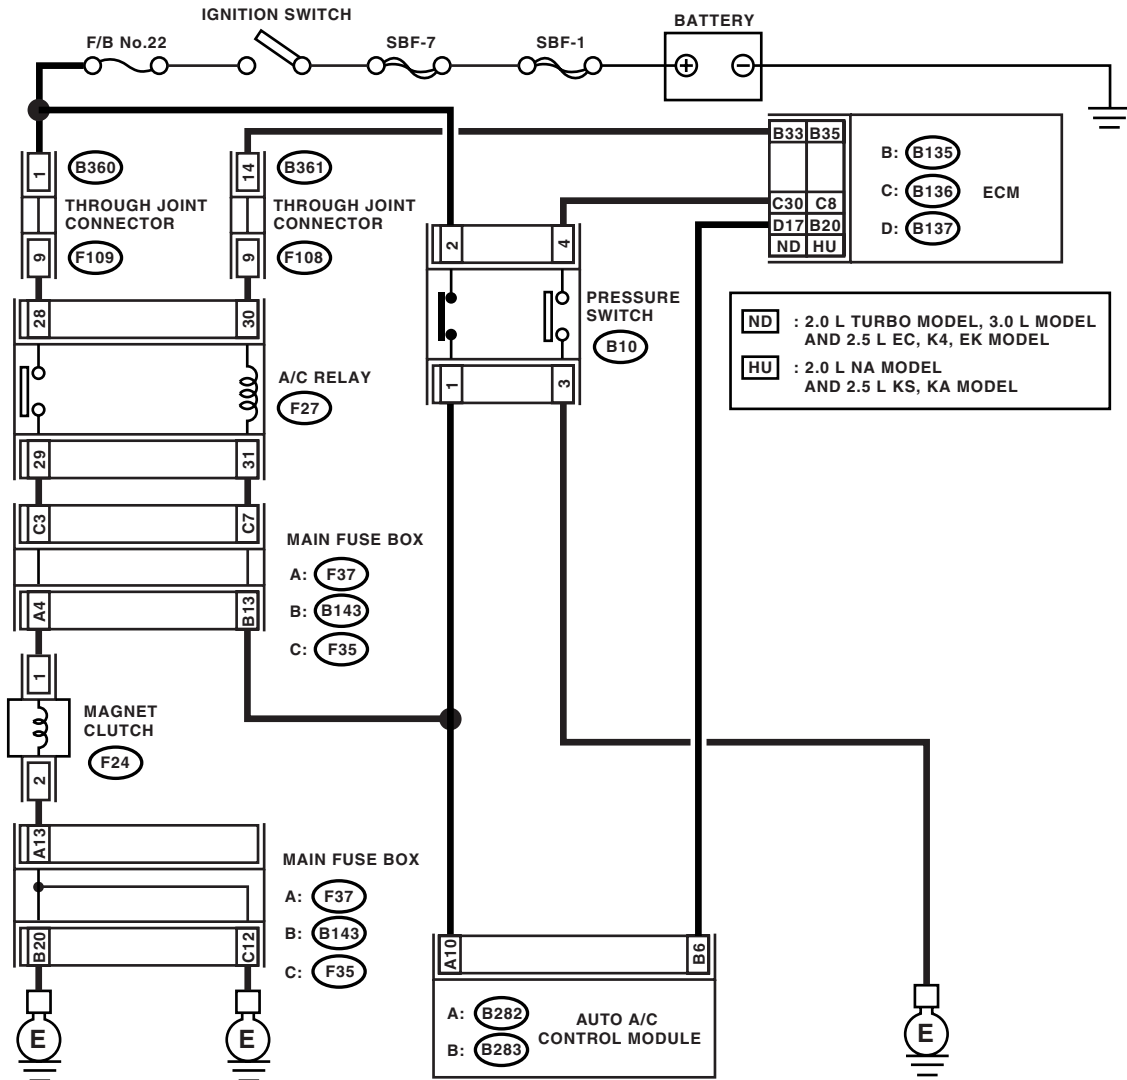 IGNITION SWITCH
BATTERY
F/B No.22
SBF-7
SBF-1
+
−
B33 B35
B: B135
1
B360
14
B361
C: B136
ECM
C30 C8
THROUGH JOINT
CONNECTOR
THROUGH JOINT
CONNECTOR
D17 B20
D: B137
ND HU
2
4
9
F109
9
F108
PRESSURE
SWITCH
B10
ND : 2.0 L TURBO MODEL, 3.0 L MODEL
AND 2.5 L EC, K4, EK MODEL
HU : 2.0 L NA MODEL
AND 2.5 L KS, KA MODEL
28
30
A/C RELAY
F27
1
3
29
31
C3
C7
MAIN FUSE BOX
A: F37
B: B143
C: F35
A4
B13
1
MAGNET
CLUTCH
F24
2
A13
MAIN FUSE BOX
A: F37
B: B143
C: F35
B20
C12
A10
B6
E
E
A: B282
B: B283
AUTO A/C
CONTROL MODULE
E